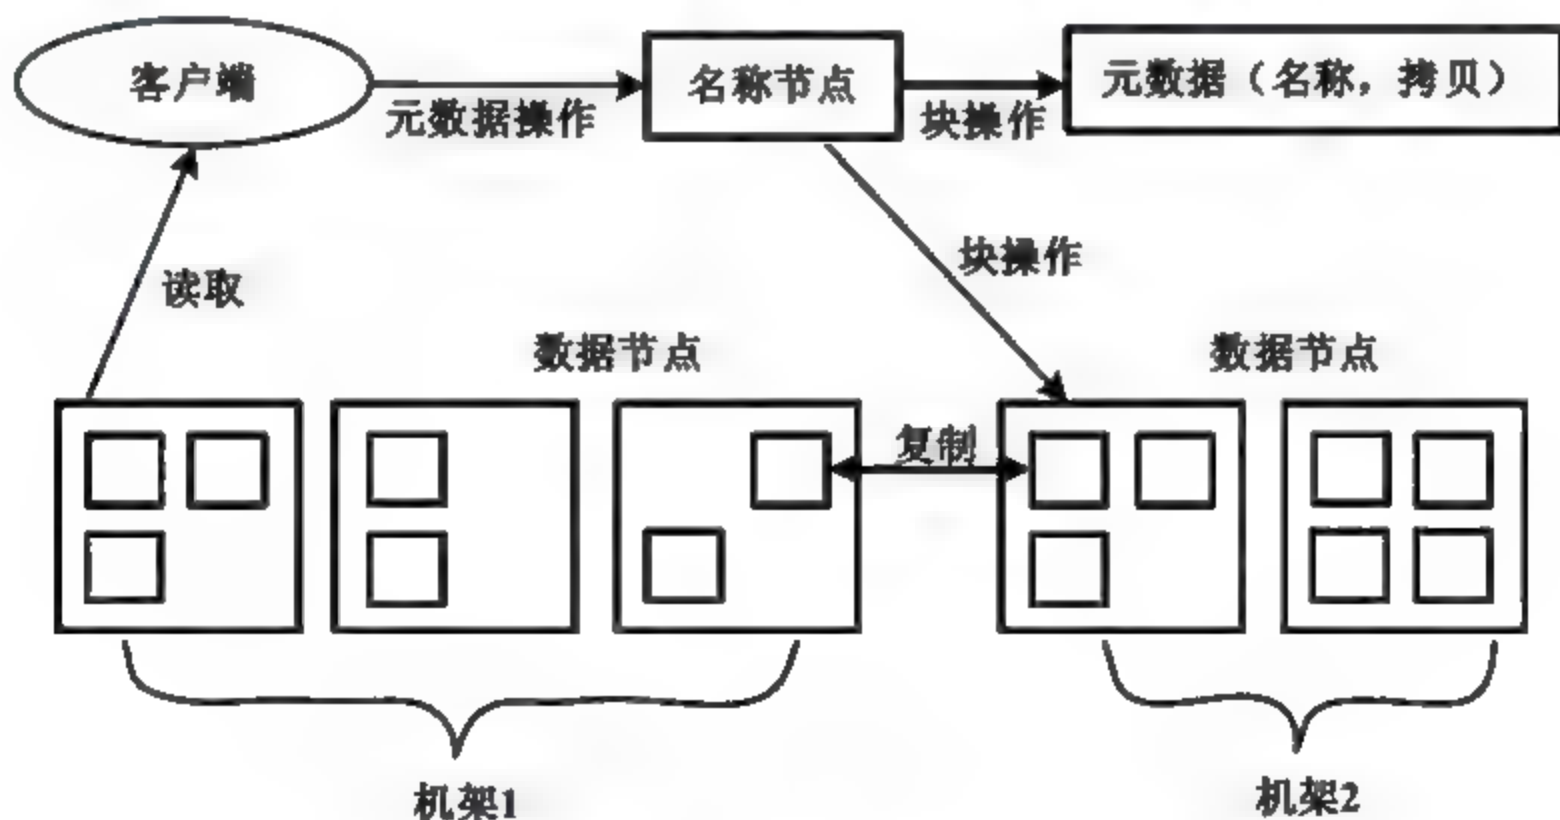 客户端
元数据操作
名称节点
块操作
元数据（名称，拷贝）
读取
块操作
数据节点
数据节点
复制
机架1
机架2